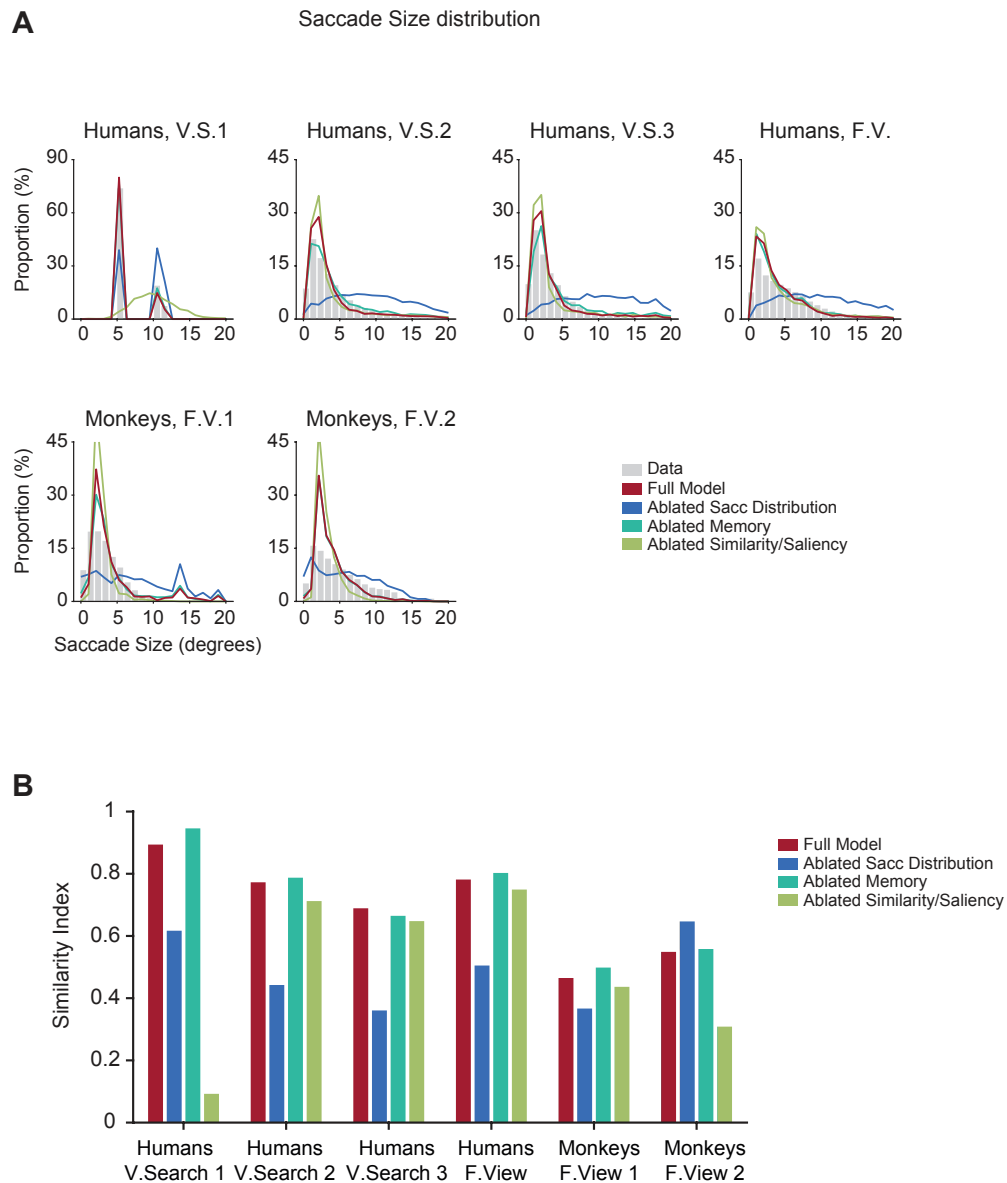 A
Saccade Size distribution
Humans, V.S.1
Humans, V.S.2
Humans, V.S.3
Humans, F.V.
Proportion (%)
90
60
30
0
0 5 10 15 20
45
30
15
0
0 5 10 15 20
45
30
15
0
0 5 10 15 20
45
30
15
0
0 5 10 15 20
Monkeys, F.V.1
Monkeys, F.V.2
Proportion (%)
45
30
15
0
0 5 10 15 20
Saccade Size (degrees)
45
30
15
0
0 5 10 15 20
Data
Full Model
Ablated Sacc Distribution
Ablated Memory
Ablated Similarity/Saliency
B
Similarity Index
1
0.8
0.6
0.4
0.2
0
Humans
V.Search 1
Humans
V.Search 2
Humans
V.Search 3
Humans
F.View
Monkeys
F.View 1
Monkeys
F.View 2
Full Model
Ablated Sacc Distribution
Ablated Memory
Ablated Similarity/Saliency